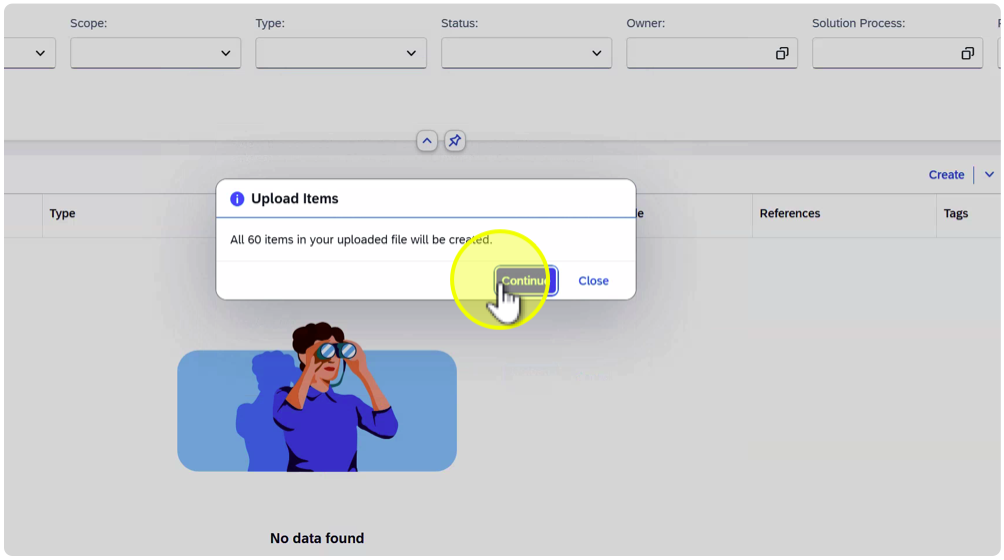 Scope: Type: Status: Owner: Solution Process:
Create
Type References Tags
Upload Items
All 60 items in your uploaded file will be created.
Continue Close
No data found